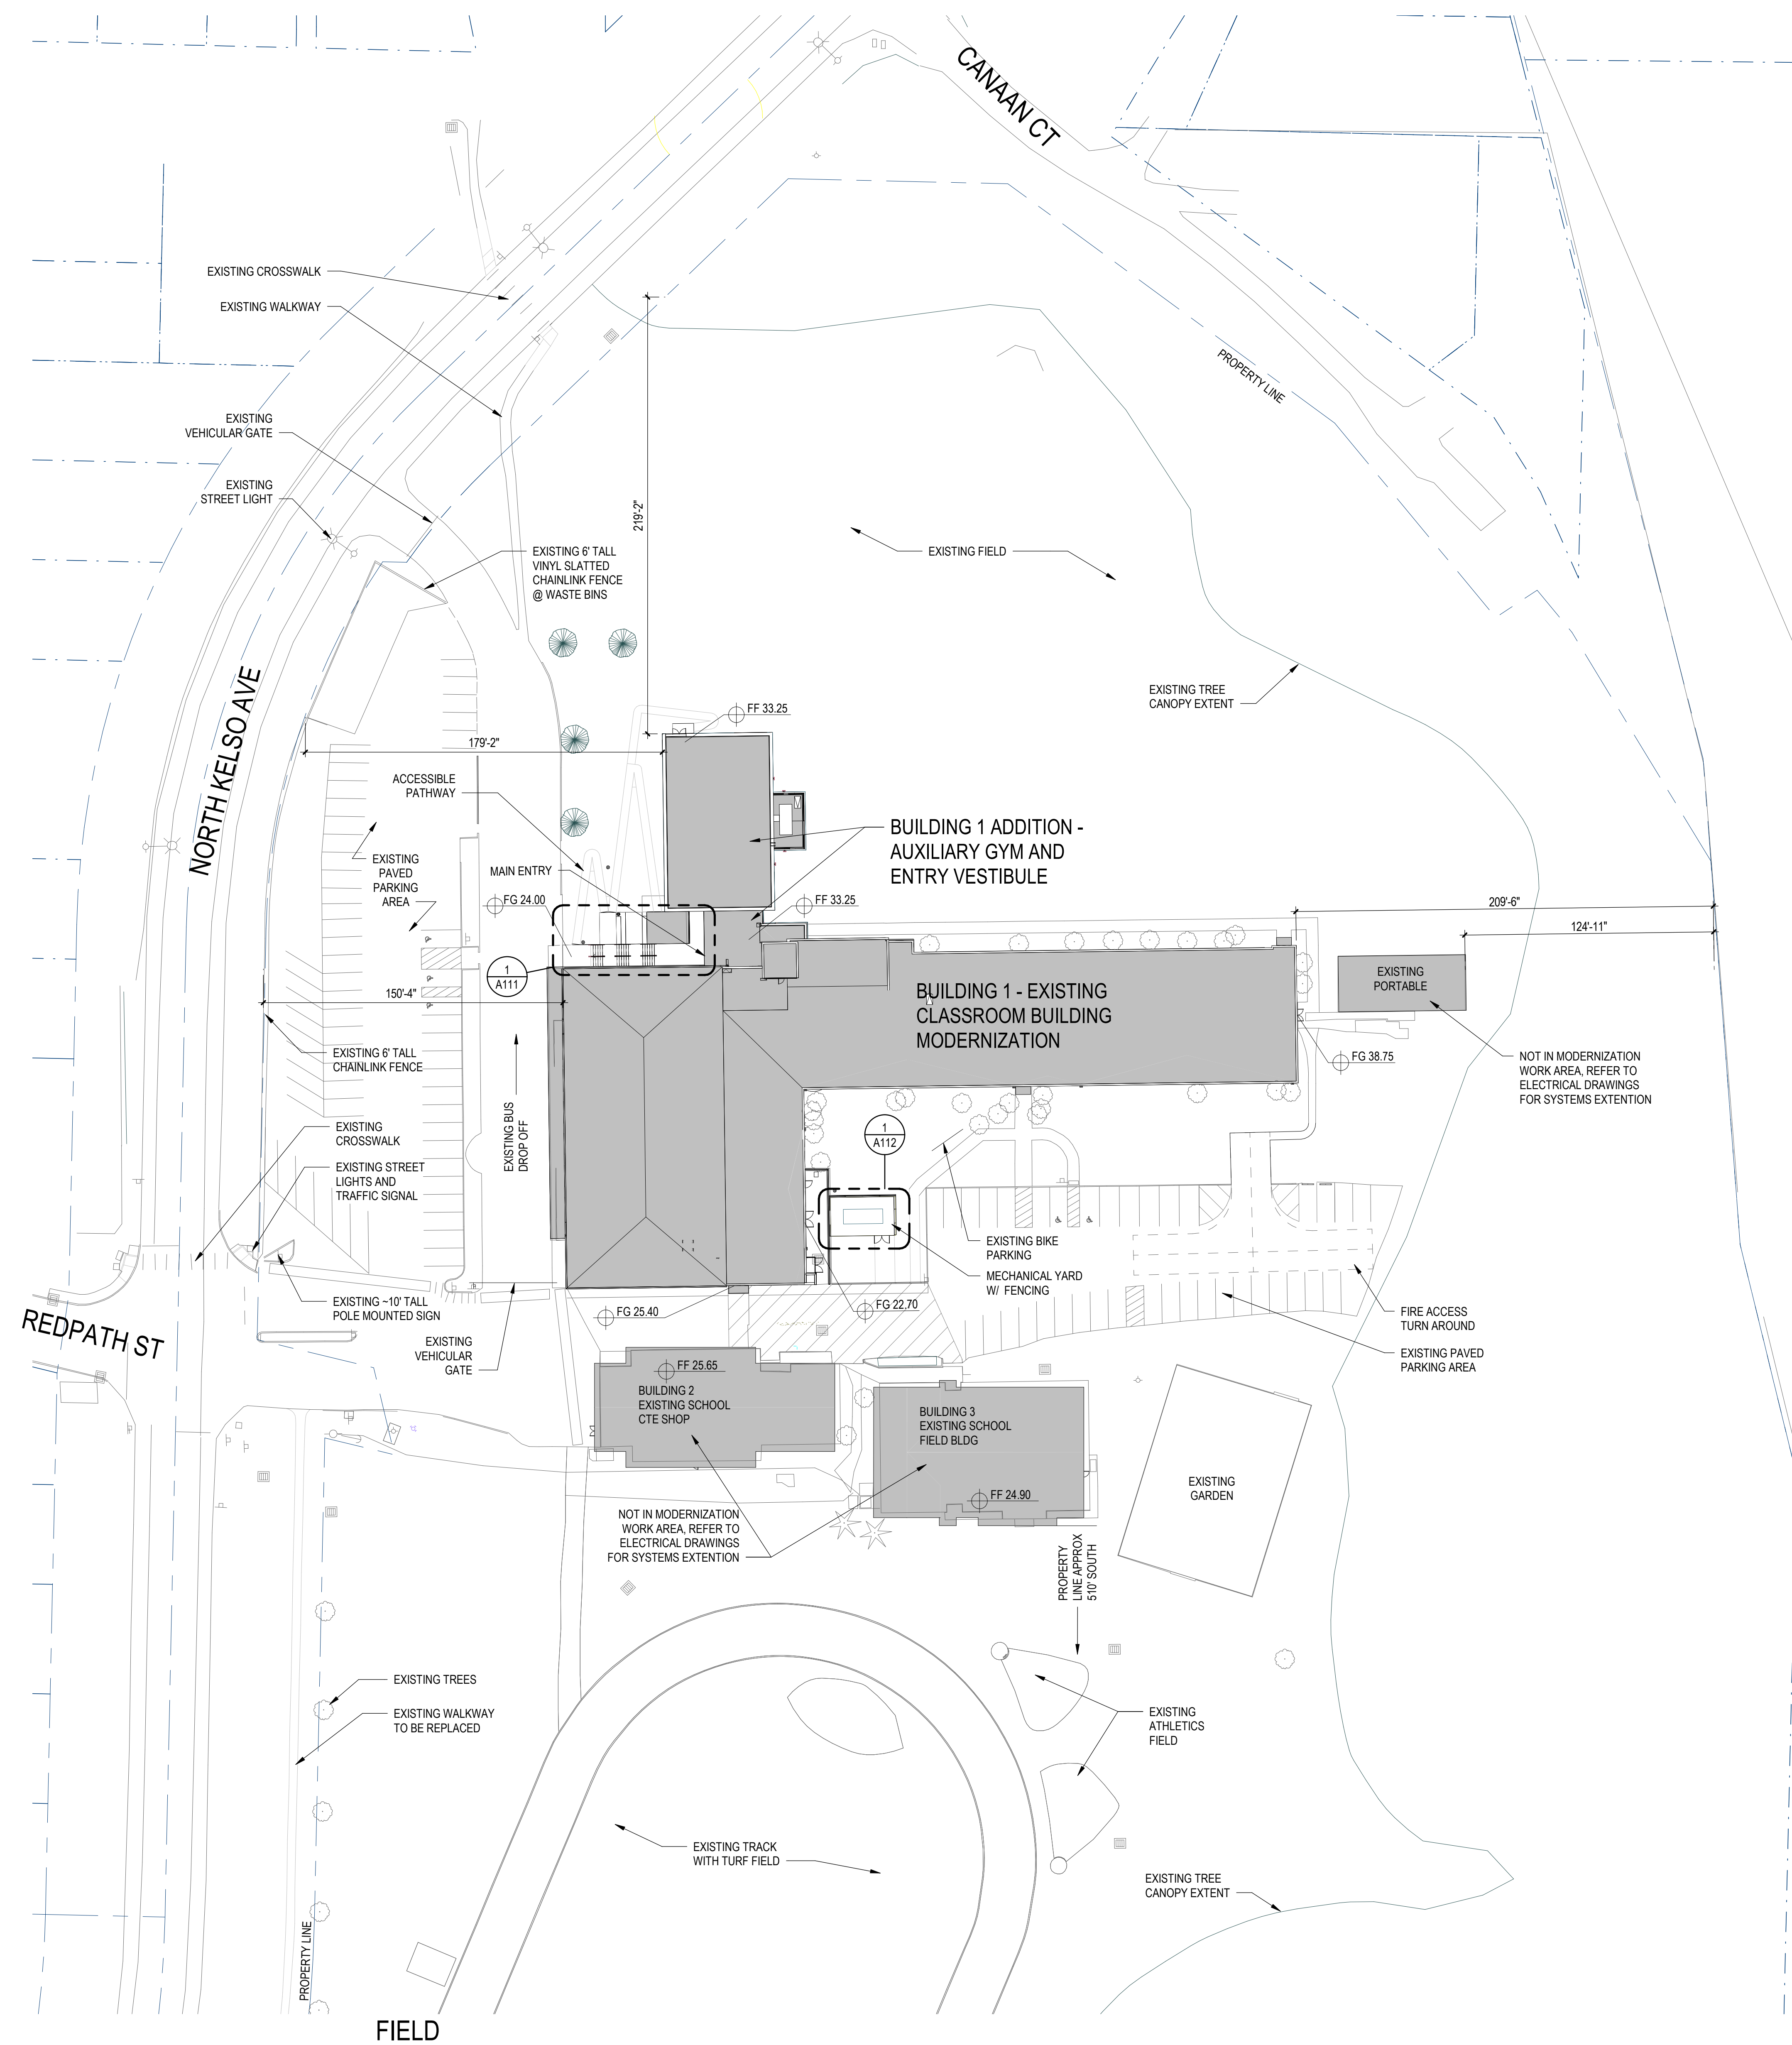 CANAAN CT
EXISTING CROSSWALK
EXISTING WALKWAY
PROPERTY LINE
EXISTING
VEHICULAR GATE
EXISTING
STREET LIGHT
219'-2"
EXISTING 6' TALL
VINYL SLATTED
CHAINLINK FENCE
@ WASTE BINS
EXISTING FIELD
NORTH KELSO AVE
EXISTING TREE
CANOPY EXTENT
FF 33.25
179'-2"
ACCESSIBLE
PATHWAY
BUILDING 1 ADDITION -
AUXILIARY GYM AND
ENTRY VESTIBULE
EXISTING
PAVED
PARKING
AREA
MAIN ENTRY
FG 24.00
FF 33.25
209'-6"
124'-11"
1
A111
EXISTING
PORTABLE
150'-4"
BUILDING 1 - EXISTING
CLASSROOM BUILDING
MODERNIZATION
EXISTING 6' TALL
CHAINLINK FENCE
FG 38.75
NOT IN MODERNIZATION
WORK AREA, REFER TO
ELECTRICAL DRAWINGS
FOR SYSTEMS EXTENTION
EXISTING BUS
DROP OFF
EXISTING
CROSSWALK
1
A112
EXISTING STREET
LIGHTS AND
TRAFFIC SIGNAL
EXISTING BIKE
PARKING
MECHANICAL YARD
W/ FENCING
EXISTING ~10' TALL
POLE MOUNTED SIGN
FG 25.40
FG 22.70
FIRE ACCESS
TURN AROUND
REDPATH ST
EXISTING
VEHICULAR
GATE
EXISTING PAVED
PARKING AREA
FF 25.65
BUILDING 2
EXISTING SCHOOL
CTE SHOP
BUILDING 3
EXISTING SCHOOL
FIELD BLDG
EXISTING
GARDEN
FF 24.90
NOT IN MODERNIZATION
WORK AREA, REFER TO
ELECTRICAL DRAWINGS
FOR SYSTEMS EXTENTION
PROPERTY
LINE APPROX
510' SOUTH
EXISTING TREES
EXISTING WALKWAY
TO BE REPLACED
EXISTING
ATHLETICS
FIELD
EXISTING TRACK
WITH TURF FIELD
EXISTING TREE
CANOPY EXTENT
PROPERTY LINE
FIELD